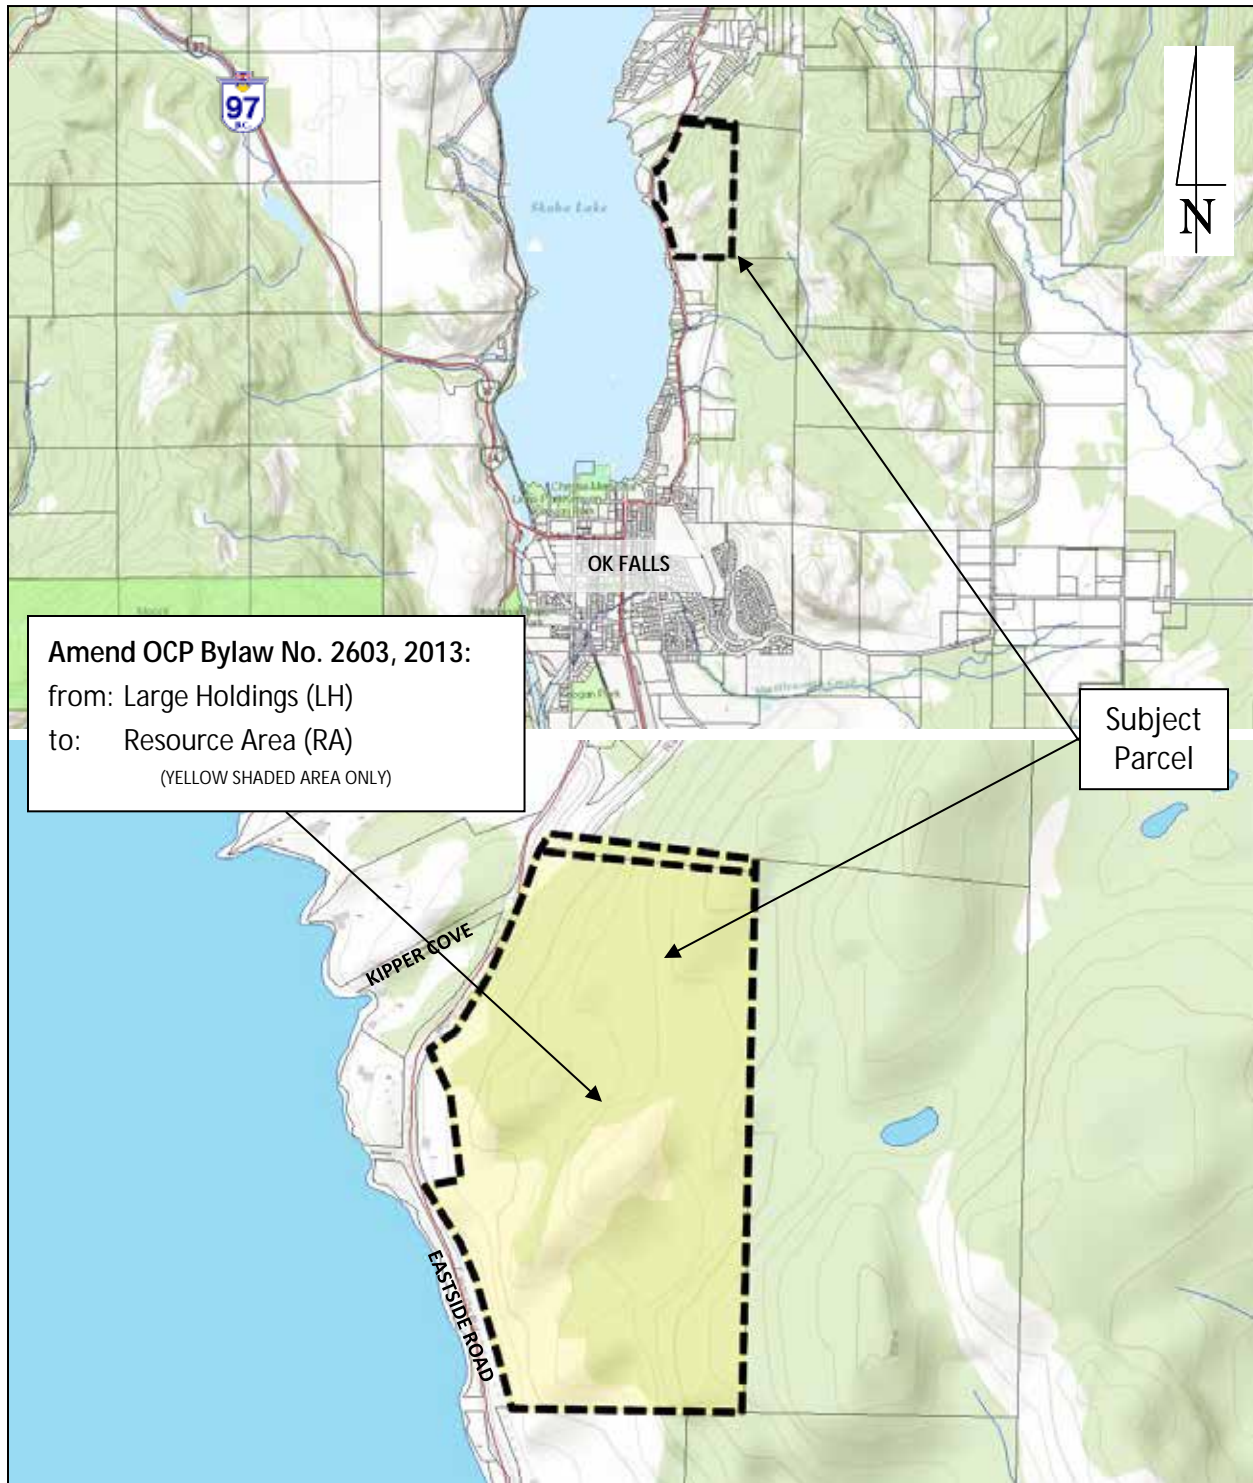 97
B.C.
Skaha Lake
N
OK FALLS
Amend OCP Bylaw No. 2603, 2013:
from: Large Holdings (LH)
to: Resource Area (RA)
(YELLOW SHADED AREA ONLY)
Subject
Parcel
KIPPER COVE
EASTSIDE ROAD